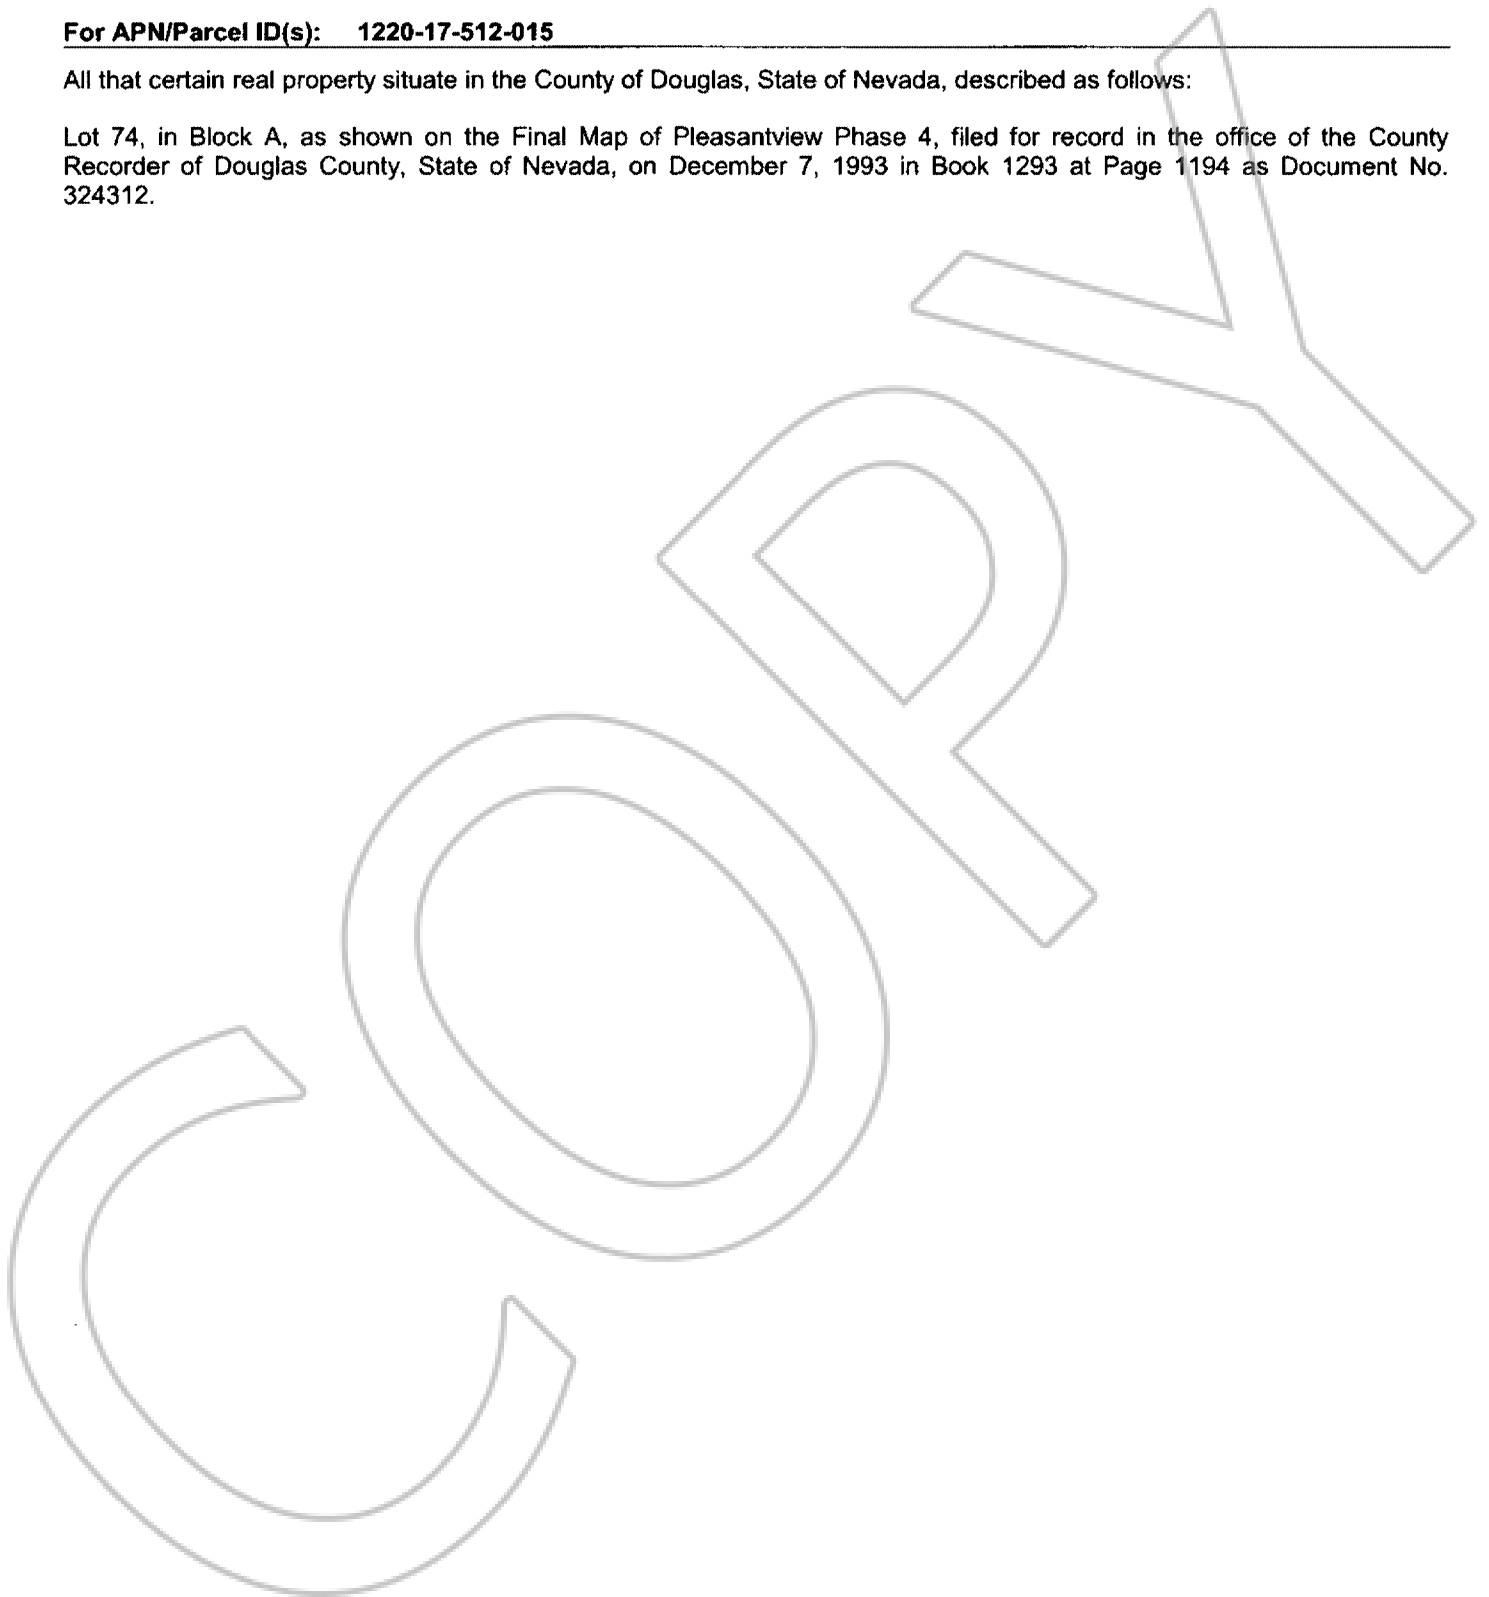 For APN/Parcel ID(s): 1220-17-512-015
All that certain real property situate in the County of Douglas, State of Nevada, described as follows:
Lot 74, in Block A, as shown on the Final Map of Pleasantview Phase 4, filed for record in the office of the County
Recorder of Douglas County, State of Nevada, on December 7, 1993 in Book 1293 at Page 1194 as Document No.
324312.
COPY